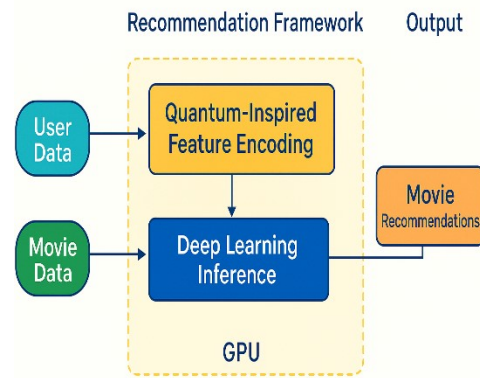 Recommendation Framework
Output
User
Data
Quantum-Inspired
Feature Encoding
Movie
Data
Deep Learning
Inference
Movie
Recommendations
GPU